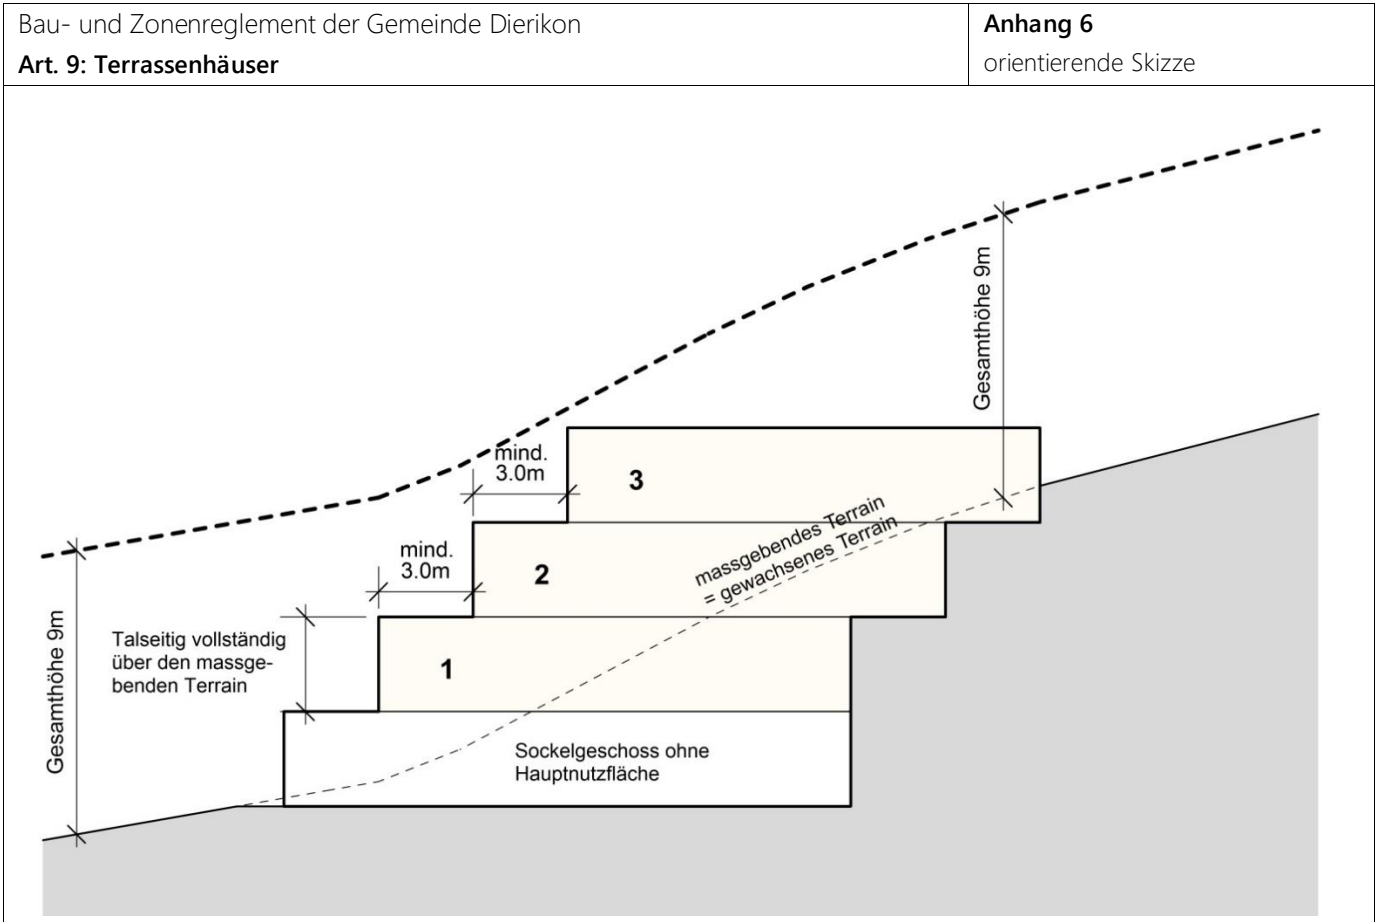 Bau- und Zonenreglement der Gemeinde Dierikon
Art. 9: Terrassenhäuser
Anhang 6
orientierende Skizze
Gesamthöhe 9m
mind.
3.0m
3
massgebendes Terrain
= gewachsenes Terrain
mind.
3.0m
2
Gesamthöhe 9m
Talseitig vollständig
über den massge-
benden Terrain
1
Sockelgeschoss ohne
Hauptnutzfläche